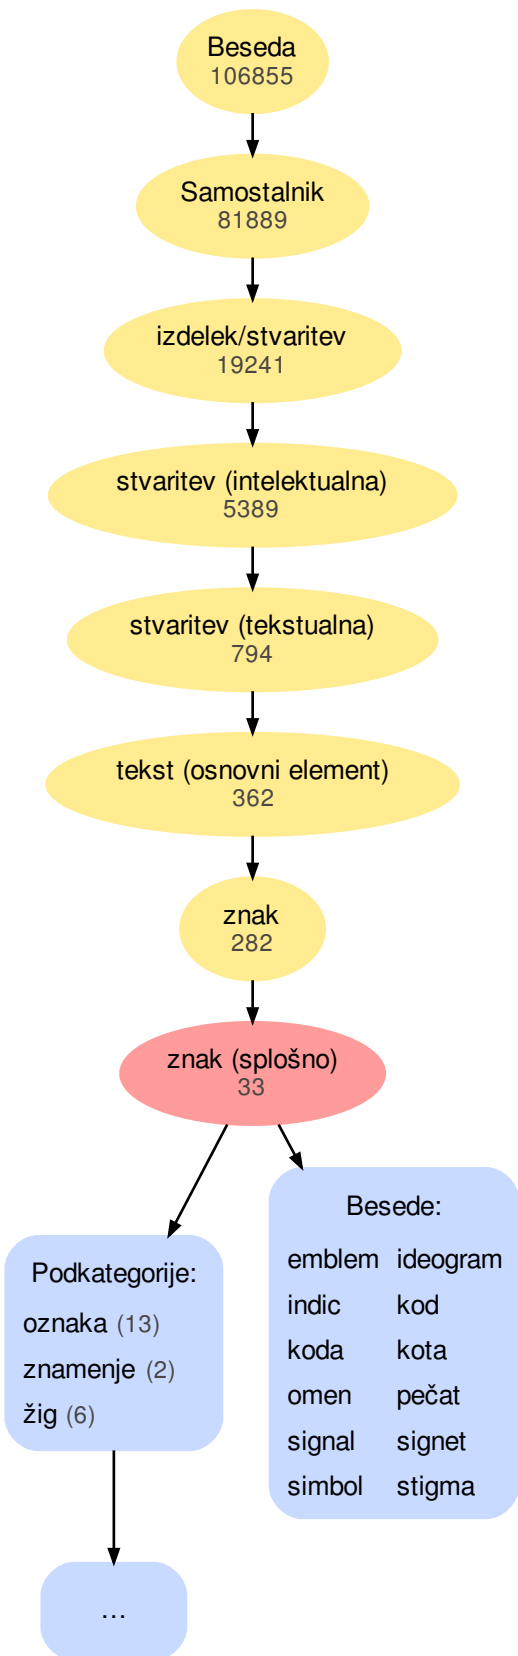 Beseda
106855
Samostalnik
81889
izdelek/stvaritev
19241
stvaritev (intelektualna)
5389
stvaritev (tekstualna)
794
tekst (osnovni element)
362
znak
282
znak (splošno)
33
Podkategorije:
oznaka (13)
znamenje (2)
žig (6)
Besede:
emblem ideogram
indic kod
koda kota
omen pečat
signal signet
simbol stigma
...